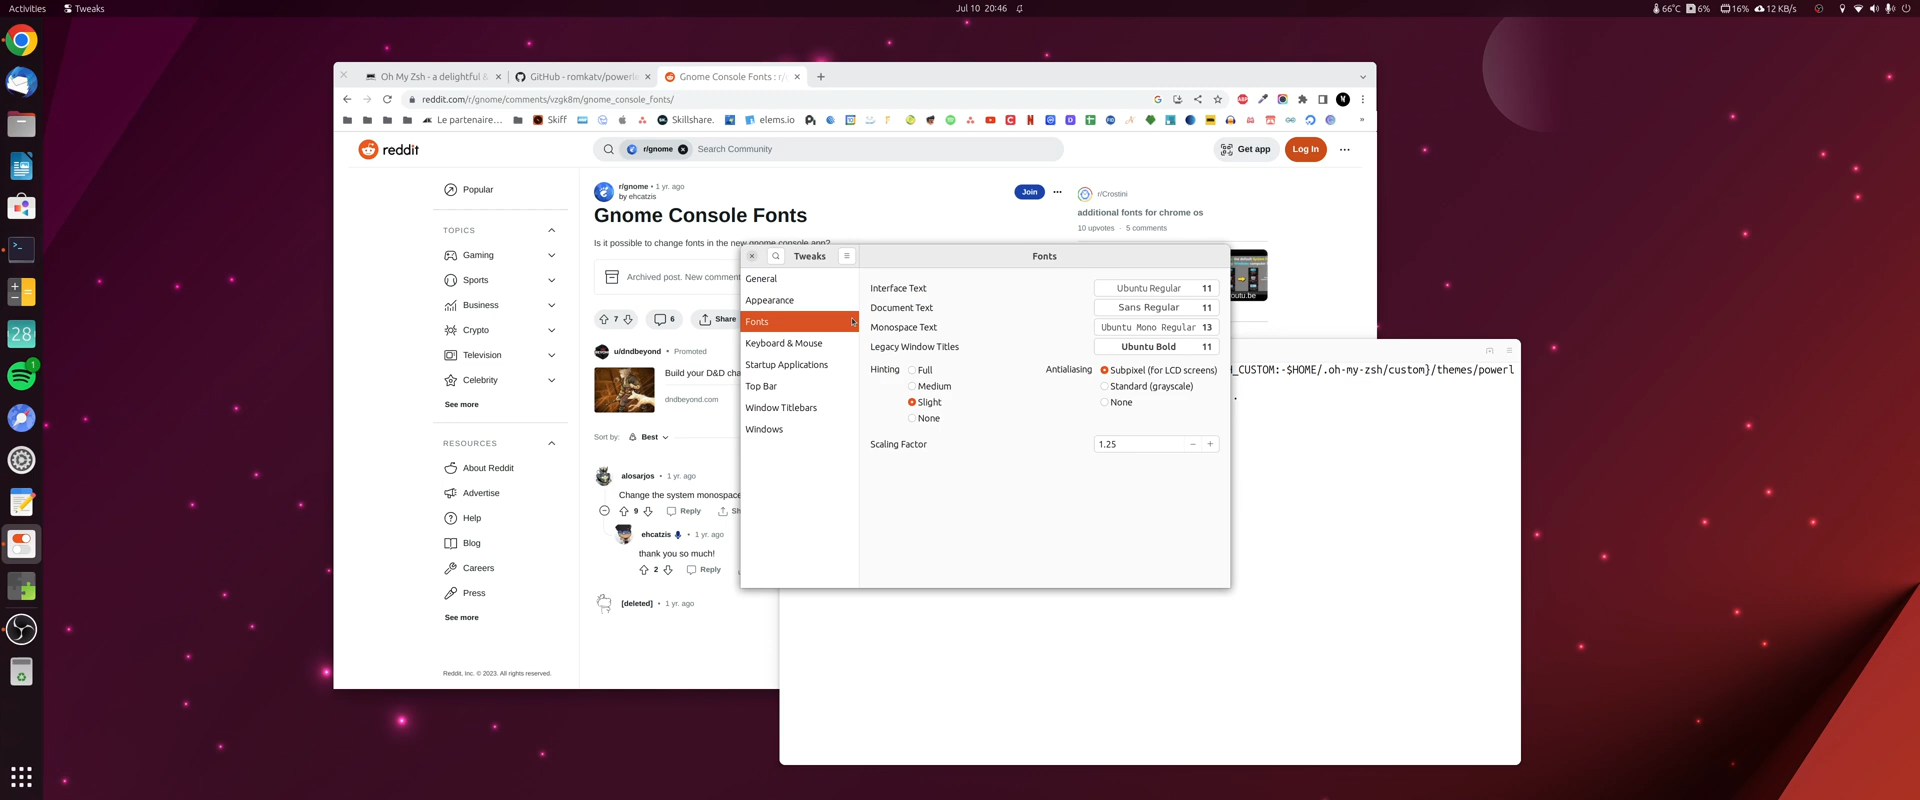 Activities
Tweaks
Jul 10 20:46
66°C
6%
16%
12 KB/s
Oh My Zsh - a delightful &
GitHub - romkatv/powerle
Gnome Console Fonts : r/
reddit.com/r/gnome/comments/vzgk8m/gnome_console_fonts/
Le partenaire...
Skiff
Skillshare.
elems.io
reddit
r/gnome
Search Community
Get app
Log In
Popular
TOPICS
Gaming
Sports
Business
Crypto
Television
Celebrity
See more
RESOURCES
About Reddit
Advertise
Help
Blog
Careers
Press
See more
Reddit, Inc. © 2023. All rights reserved.
r/gnome • 1 yr. ago
by ehcatzis
Join
Gnome Console Fonts
Is it possible to change fonts in the new gnome console app?
Archived post. New comment
7
6
Share
u/dndbeyond • Promoted
Build your D&D cha
dndbeyond.com
Sort by:
Best
alosarjos • 1 yr. ago
Change the system monospace
9
Reply
Sh
ehcatzis • 1 yr. ago
thank you so much!
2
Reply
[deleted] • 1 yr. ago
r/Crostini
additional fonts for chrome os
10 upvotes · 5 comments
outu.be
Tweaks
General
Appearance
Fonts
Keyboard & Mouse
Startup Applications
Top Bar
Window Titlebars
Windows
Fonts
Interface Text
Ubuntu Regular 11
Document Text
Sans Regular 11
Monospace Text
Ubuntu Mono Regular 13
Legacy Window Titles
Ubuntu Bold 11
Hinting
Full
Medium
Slight
None
Antialiasing
Subpixel (for LCD screens)
Standard (grayscale)
None
Scaling Factor
1.25
H_CUSTOM:-$HOME/.oh-my-zsh/custom}/themes/powerl
.
28
1